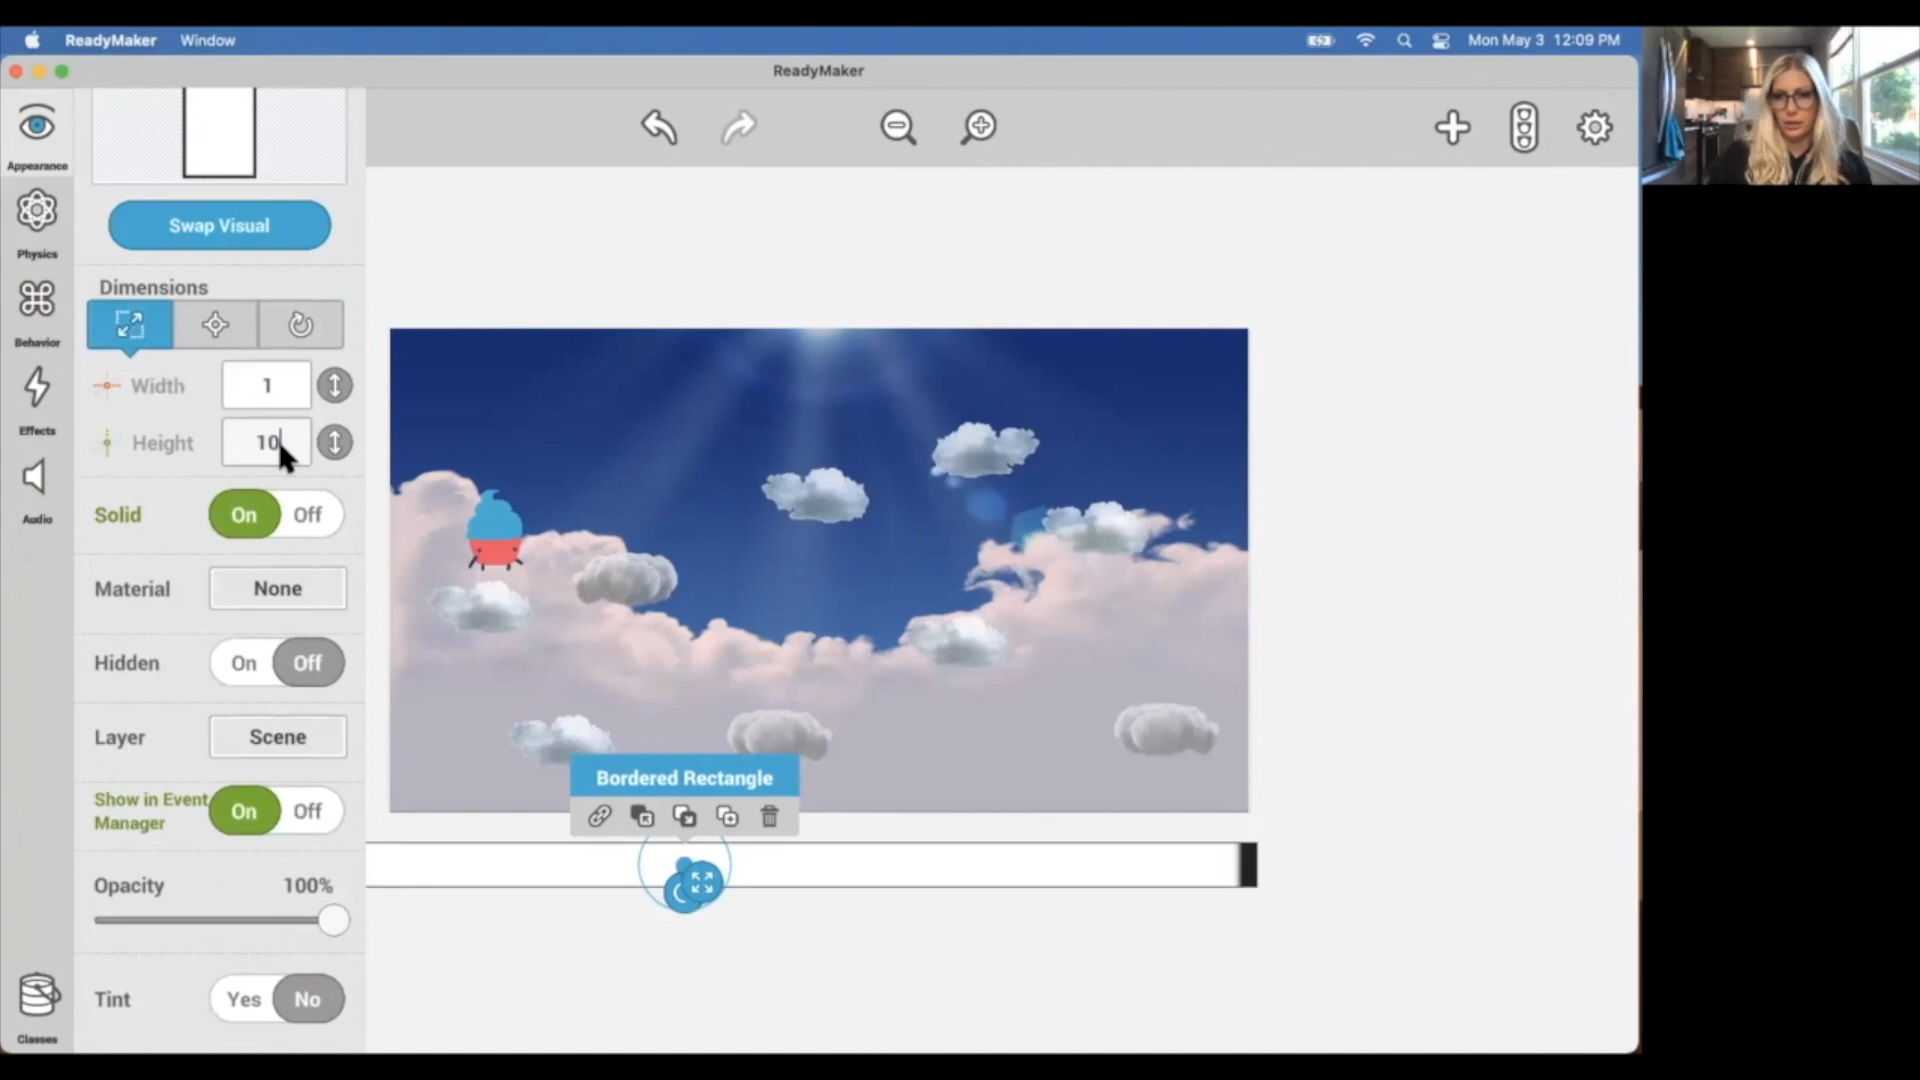 ReadyMaker Window
Mon May 3 12:09 PM
ReadyMaker
Appearance
Swap Visual
Physics
Dimensions
Behavior
Width 1
Effects
Height 10
Audio
Solid On Off
Material None
Hidden On Off
Layer Scene
Bordered Rectangle
Show in Event
Manager
On Off
Opacity 100%
Tint Yes No
Classes